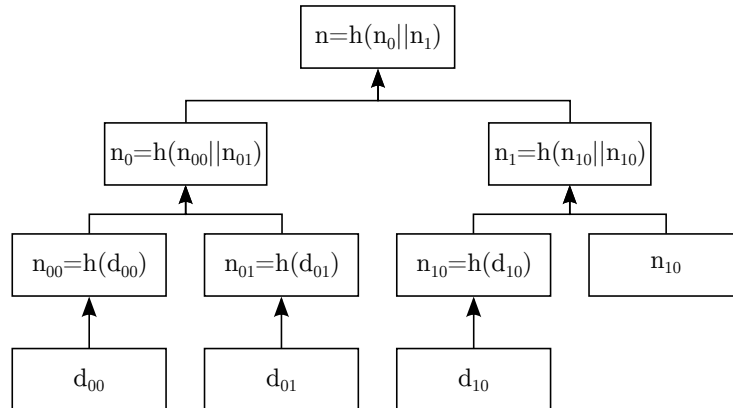 n=h(n₀||n₁)
n₀=h(n₀₀||n₀₁)
n₁=h(n₁₀||n₁₀)
n₀₀=h(d₀₀)
n₀₁=h(d₀₁)
n₁₀=h(d₁₀)
n₁₀
d₀₀
d₀₁
d₁₀